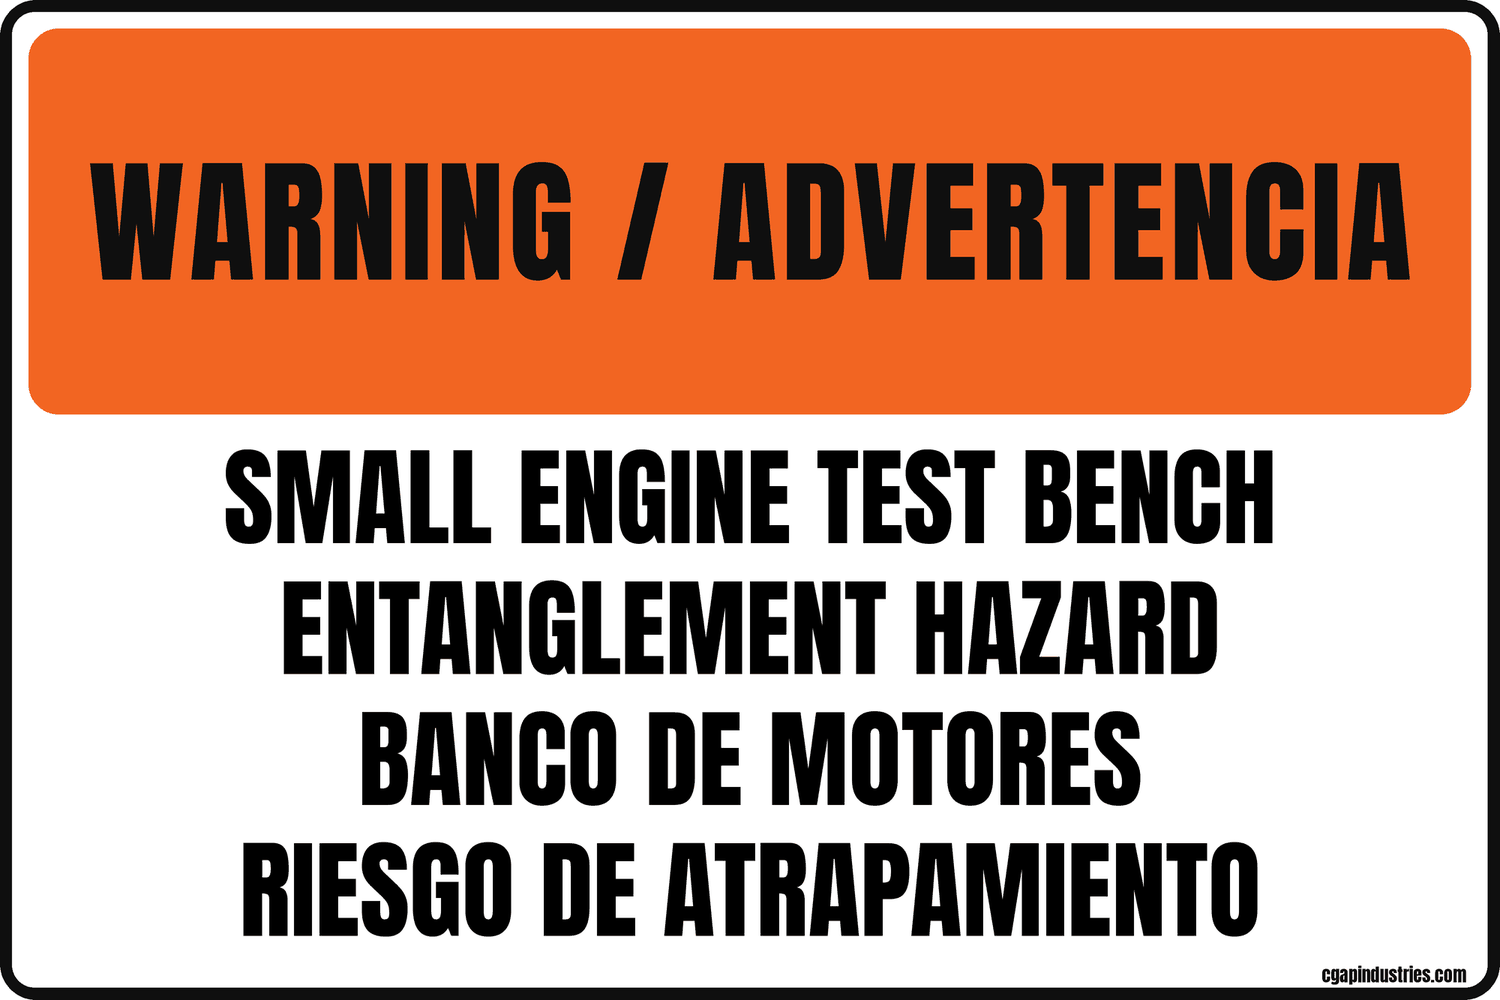 WARNING / ADVERTENCIA
SMALL ENGINE TEST BENCH
ENTANGLEMENT HAZARD
BANCO DE MOTORES
RIESGO DE ATRAPAMIENTO
cgapindustries.com